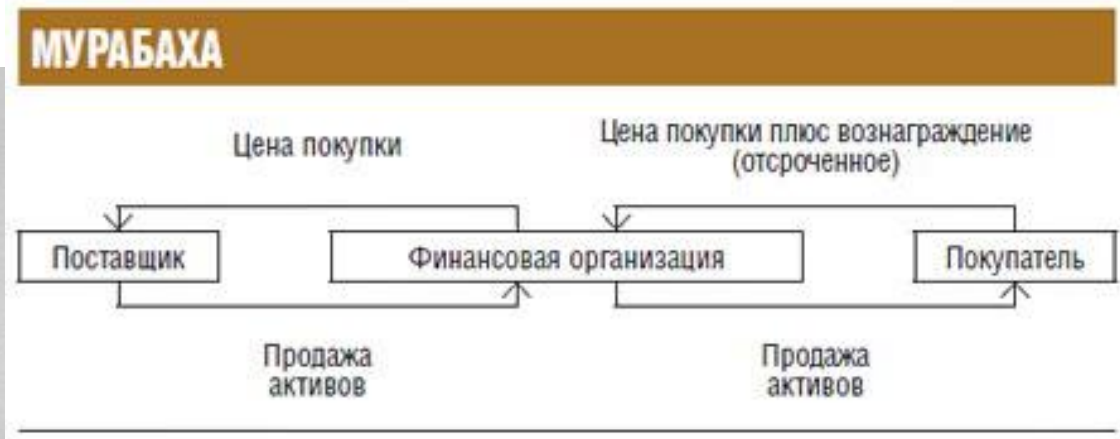 МУРАБАХА
Цена покупки
Цена покупки плюс вознаграждение
(отсроченное)
Поставщик
Финансовая организация
Покупатель
Продажа
активов
Продажа
активов